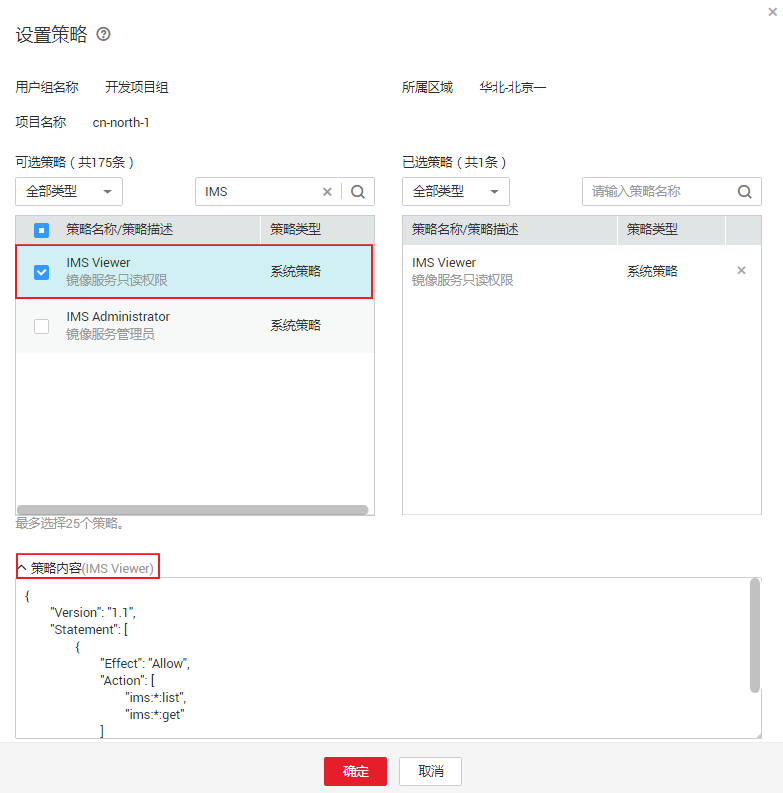 设置策略
用户组名称 开发项目组 所属区域 华北-北京一
项目名称 cn-north-1
可选策略（共175条） 已选策略（共1条）
全部类型 IMS 全部类型 请输入策略名称
策略名称/策略描述 策略类型 策略名称/策略描述 策略类型
IMS Viewer IMS Viewer
镜像服务只读权限 系统策略 镜像服务只读权限 系统策略
IMS Administrator
镜像服务管理员 系统策略
最多选择25个策略。
策略内容(IMS Viewer)
{
"Version": "1.1",
"Statement": [
{
"Effect": "Allow",
"Action": [
"ims:*:list",
"ims:*:get"
]
确定 取消